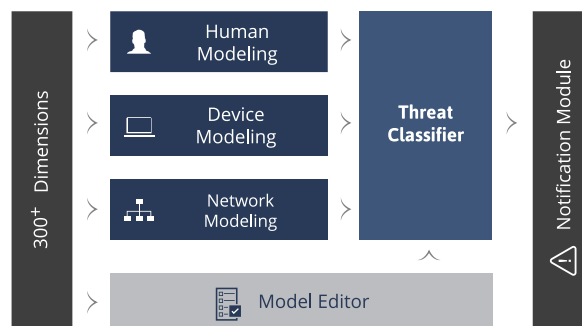 300+ Dimensions
Human
Modeling
Device
Modeling
Network
Modeling
Threat
Classifier
Model Editor
Notification Module